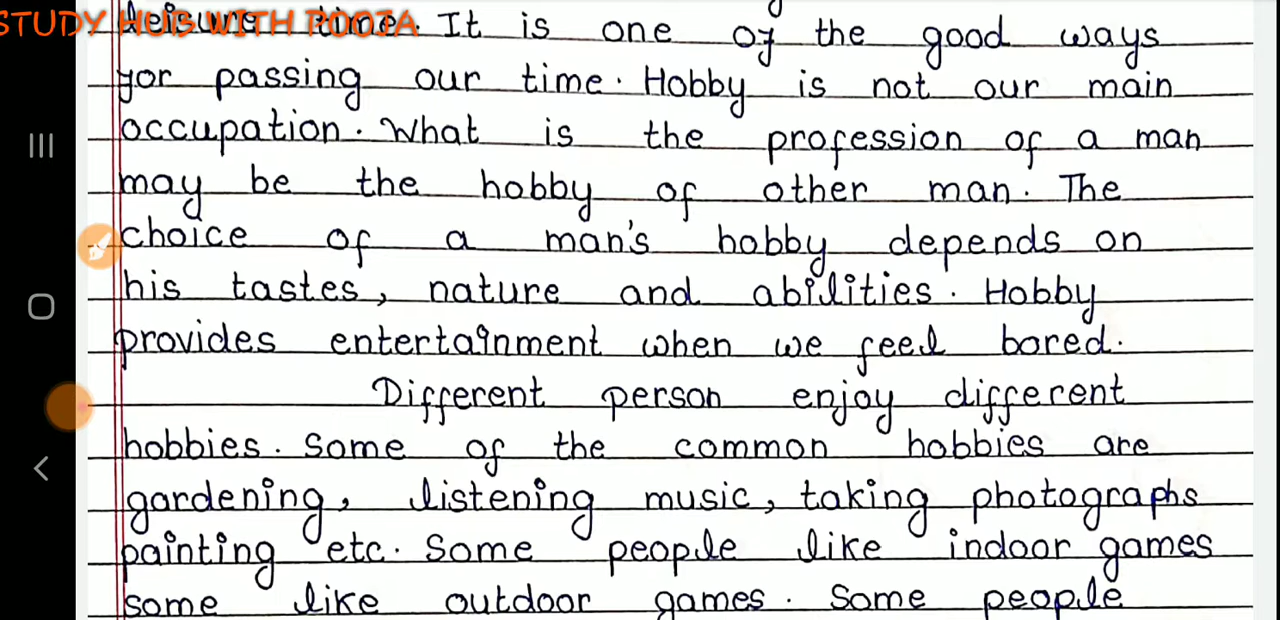 STUDY HUB WITH POOJA
leisure time. It is one of the good ways
for passing our time. Hobby is not our main
occupation. What is the profession of a man
may be the hobby of other man. The
choice of a man's hobby depends on
his tastes, nature and abilities. Hobby
provides entertainment when we feel bored.
Different person enjoy different
hobbies. Some of the common hobbies are
gardening, listening music, taking photographs
painting etc. Some people like indoor games
some like outdoor games. Some people